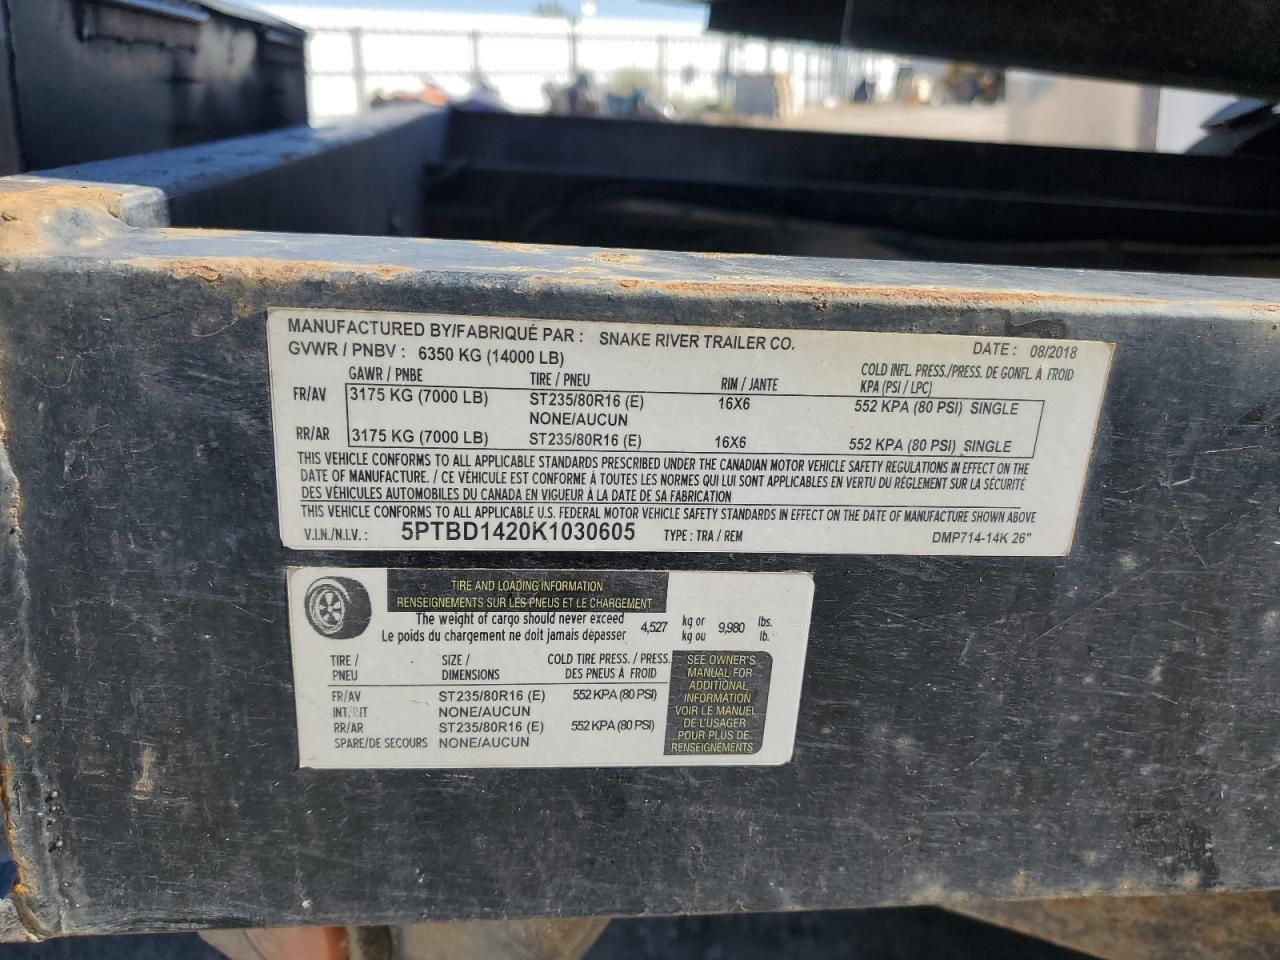 MANUFACTURED BY/FABRIQUÉ PAR : SNAKE RIVER TRAILER CO. DATE : 08/2018
GVWR / PNBV : 6350 KG (14000 LB)
GAWR / PNBE TIRE / PNEU RIM / JANTE COLD INFL PRESS./PRESS. DE GONFL. À FROID
KPA (PSI / LPC)
FR/AV 3175 KG (7000 LB) ST235/80R16 (E) 16X6 552 KPA (80 PSI) SINGLE
NONE/AUCUN
RR/AR 3175 KG (7000 LB) ST235/80R16 (E) 16X6 552 KPA (80 PSI) SINGLE
THIS VEHICLE CONFORMS TO ALL APPLICABLE STANDARDS PRESCRIBED UNDER THE CANADIAN MOTOR VEHICLE SAFETY REGULATIONS IN EFFECT ON THE
DATE OF MANUFACTURE. / CE VÉHICULE EST CONFORME À TOUTES LES NORMES QUI LUI SONT APPLICABLES EN VERTU DU RÈGLEMENT SUR LA SÉCURITÉ
DES VÉHICULES AUTOMOBILES DU CANADA EN VIGUEUR À LA DATE DE SA FABRICATION
THIS VEHICLE CONFORMS TO ALL APPLICABLE U.S. FEDERAL MOTOR VEHICLE SAFETY STANDARDS IN EFFECT ON THE DATE OF MANUFACTURE SHOWN ABOVE
V.I.N./N.I.V. : 5PTBD1420K1030605 TYPE : TRA / REM DMP714-14K 26"
TIRE AND LOADING INFORMATION
RENSEIGNEMENTS SUR LES PNEUS ET LE CHARGEMENT
The weight of cargo should never exceed 4,527 kg or 9,980 lbs.
Le poids du chargement ne doit jamais dépasser kg ou lb.
TIRE / SIZE / COLD TIRE PRESS. / PRESS.
PNEU DIMENSIONS DES PNEUS À FROID
FR/AV ST235/80R16 (E) 552 KPA (80 PSI)
INT./INT NONE/AUCUN
RR/AR ST235/80R16 (E) 552 KPA (80 PSI)
SPARE/DE SECOURS NONE/AUCUN
SEE OWNER'S
MANUAL FOR
ADDITIONAL
INFORMATION
VOIR LE MANUEL
DE L'USAGER
POUR PLUS DE
RENSEIGNEMENTS